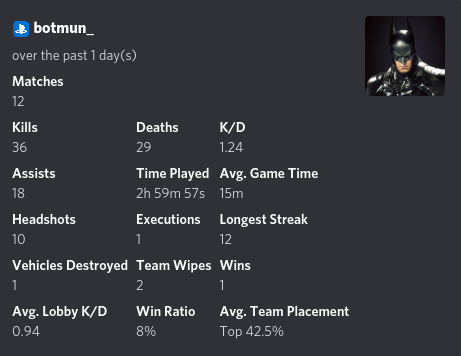 botmun_
over the past 1 day(s)
Matches
12
Kills Deaths K/D
36 29 1.24
Assists Time Played Avg. Game Time
18 2h 59m 57s 15m
Headshots Executions Longest Streak
10 1 12
Vehicles Destroyed Team Wipes Wins
1 2 1
Avg. Lobby K/D Win Ratio Avg. Team Placement
0.94 8% Top 42.5%